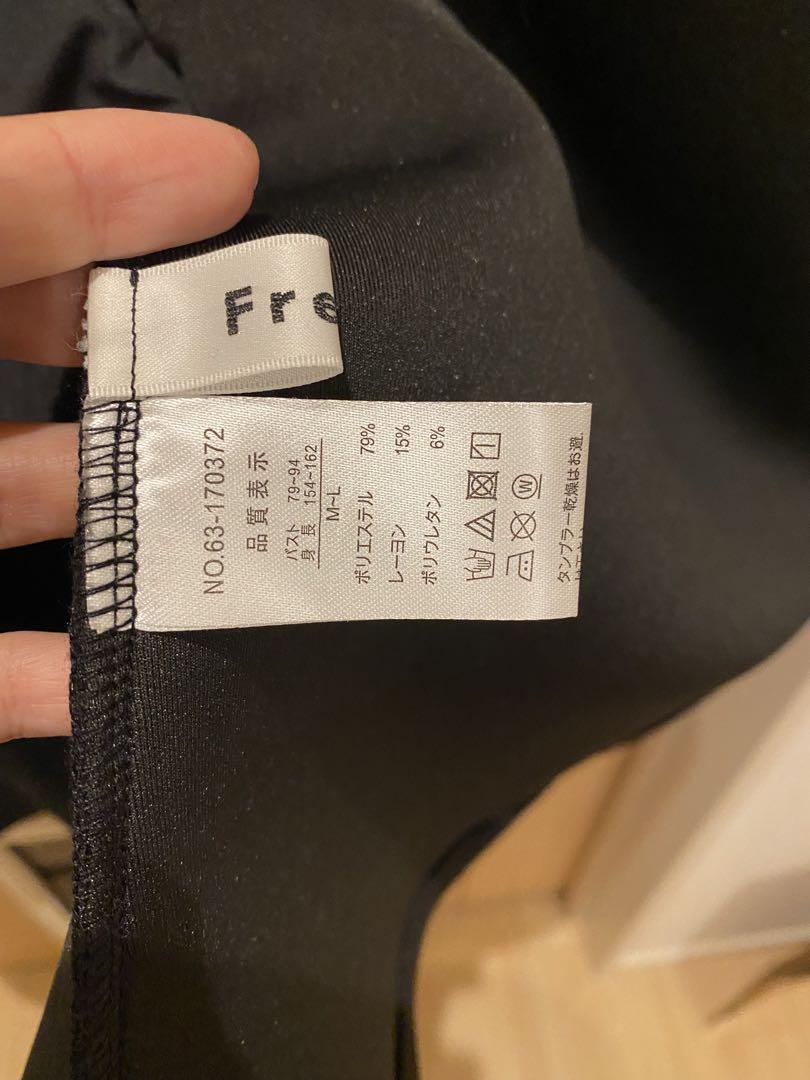 NO.63-170372
品質表示
バスト 79~94
身長 154~162
M~L
ポリエステル 79%
レーヨン 15%
ポリウレタン 6%
W
タンブラー乾燥はお避